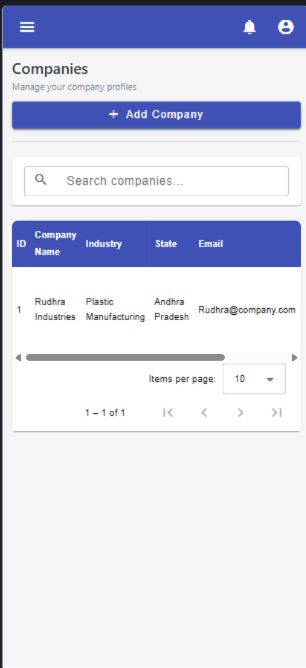 Companies
Manage your company profiles
+ Add Company
Search companies...
ID Company Name Industry State Email
1 Rudhra Industries Plastic Manufacturing Andhra Pradesh Rudhra@company.com
Items per page: 10
1 – 1 of 1